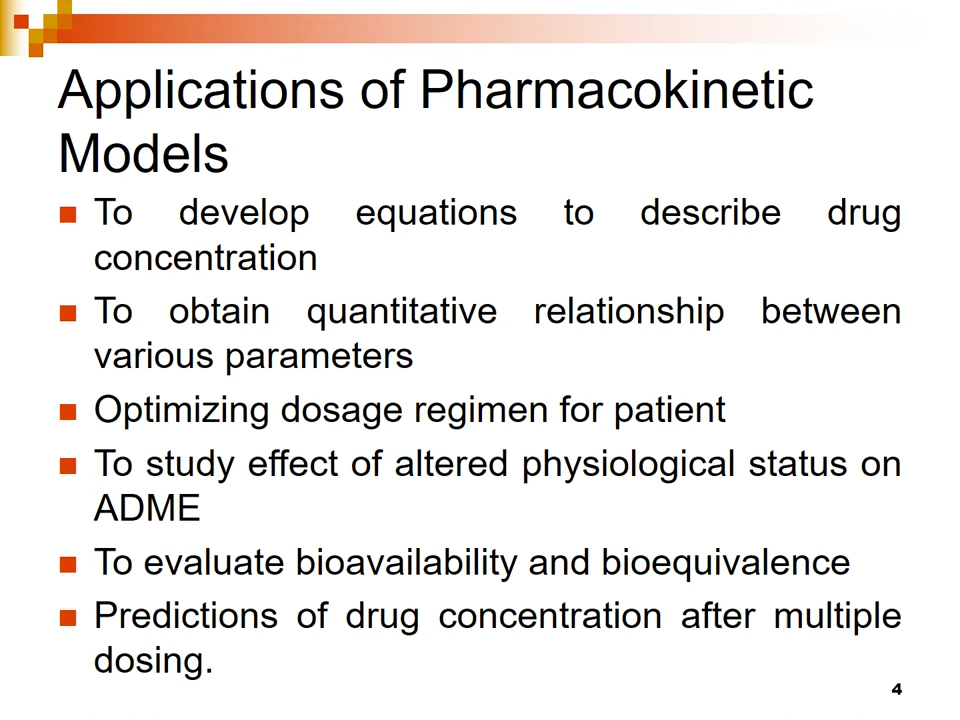 Applications of Pharmacokinetic
Models
To develop equations to describe drug
concentration
To obtain quantitative relationship between
various parameters
Optimizing dosage regimen for patient
To study effect of altered physiological status on
ADME
To evaluate bioavailability and bioequivalence
Predictions of drug concentration after multiple
dosing.
4